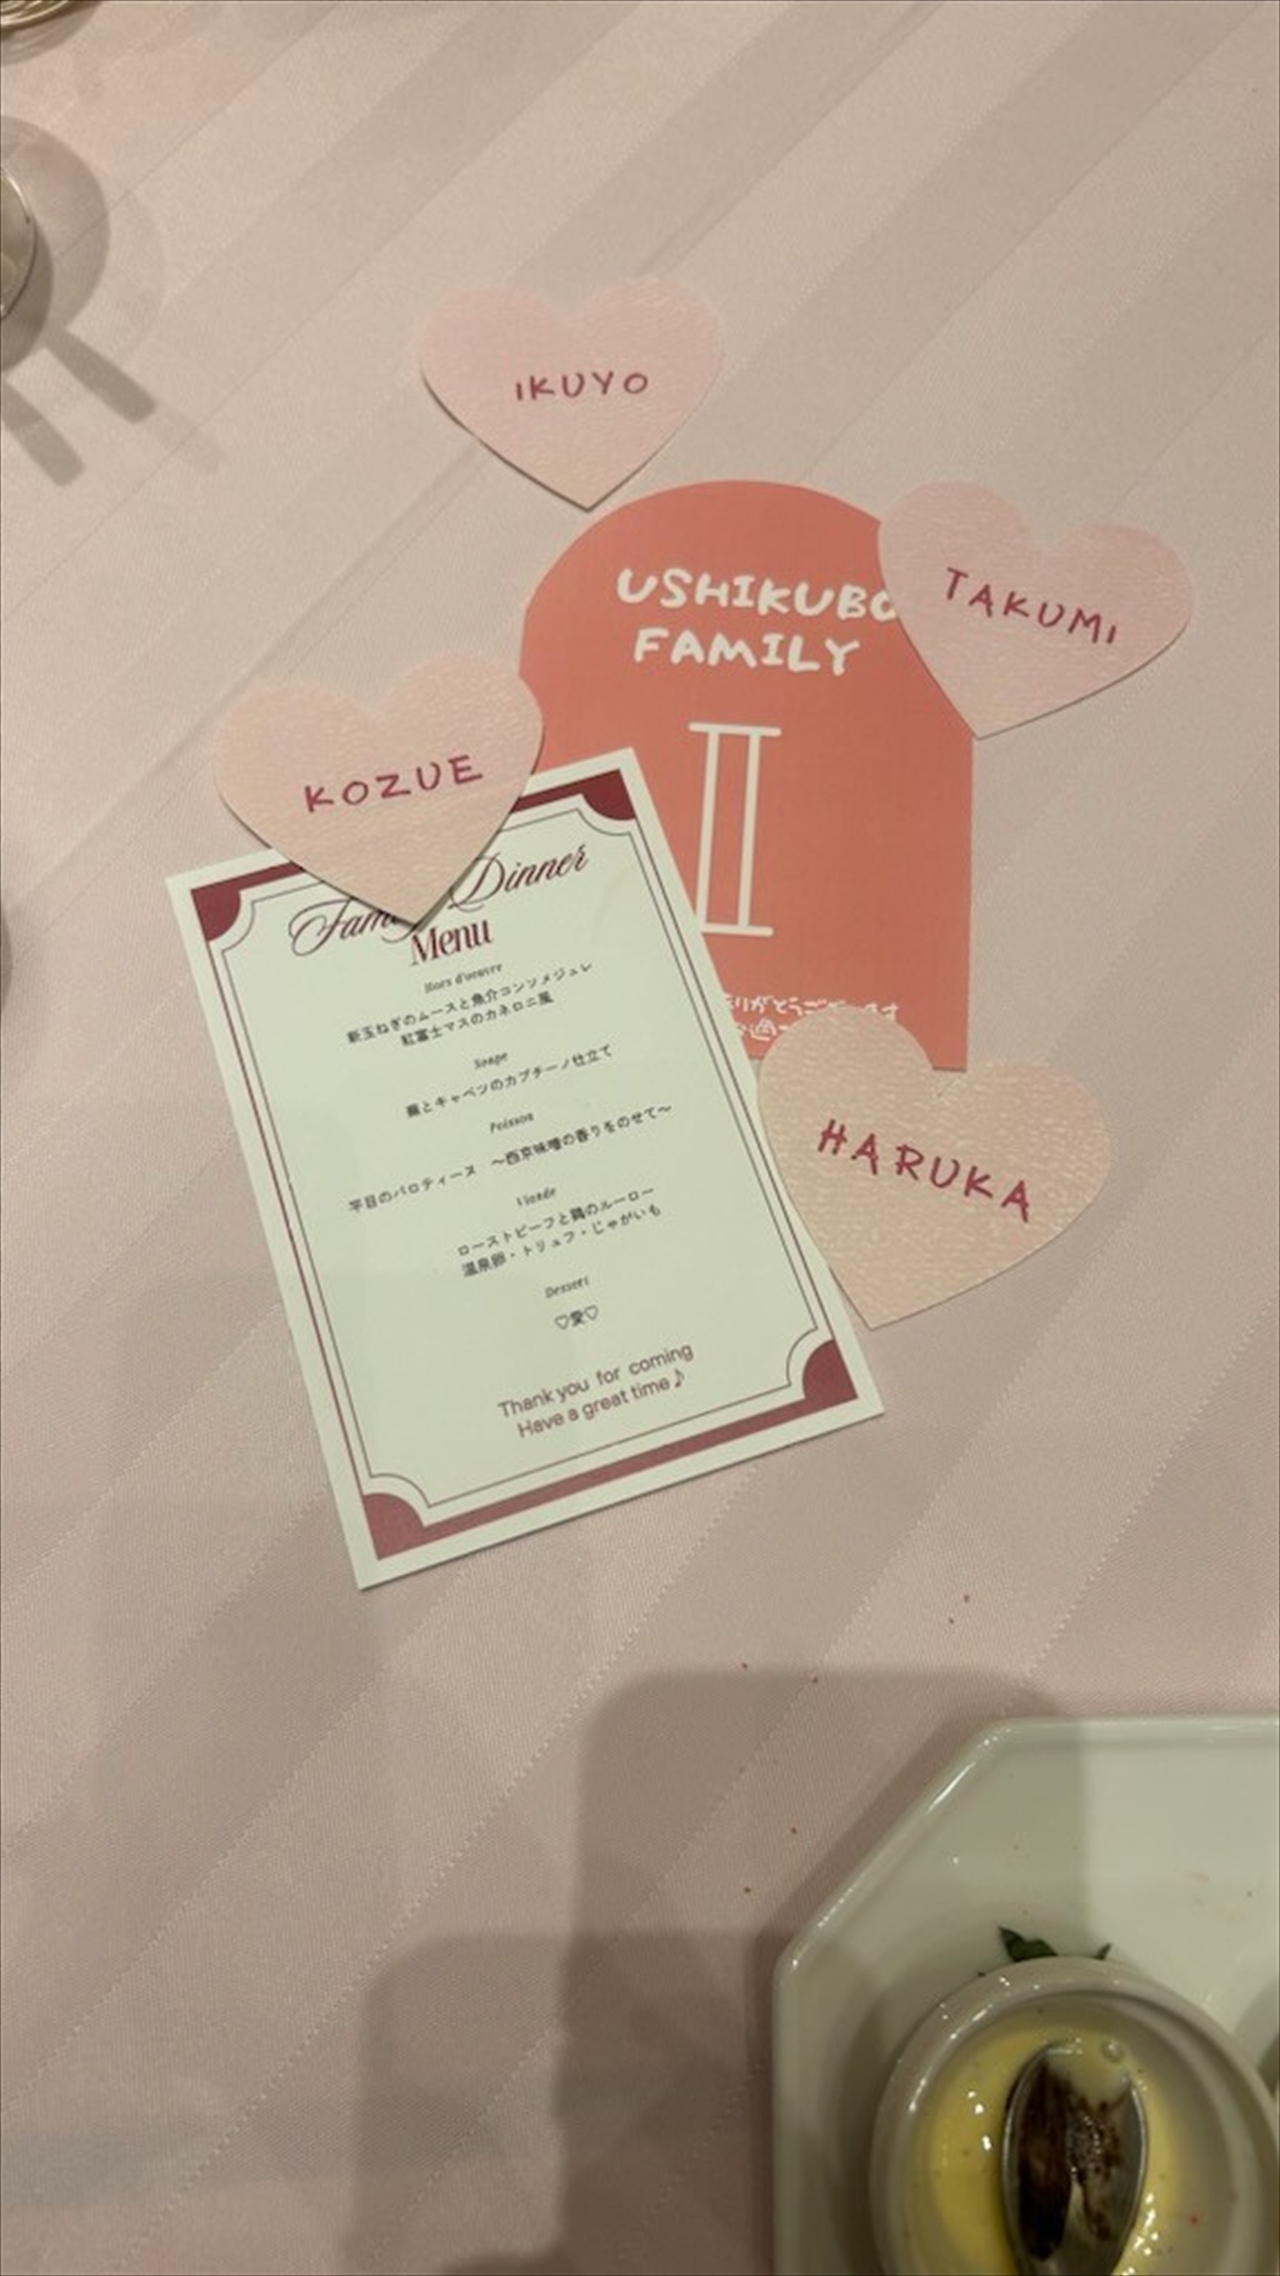 IKUYO
USHIKUBO
FAMILY
TAKUMI
I
KOZUE
Dinner
Menu
Hors d'oeuvre
新玉ねぎのムースと魚介コンソメジュレ
紅富士マスのカネロニ風
Soupe
蕪とキャベツのカプチーノ仕立て
Poisson
平目のバロティーヌ ～西京味噌の香りをのせて～
Viande
ローストビーフと鶏のルーロー
温泉卵・トリュフ・じゃがいも
Dessert
♡愛♡
Thank you for coming
Have a great time♪
HARUKA